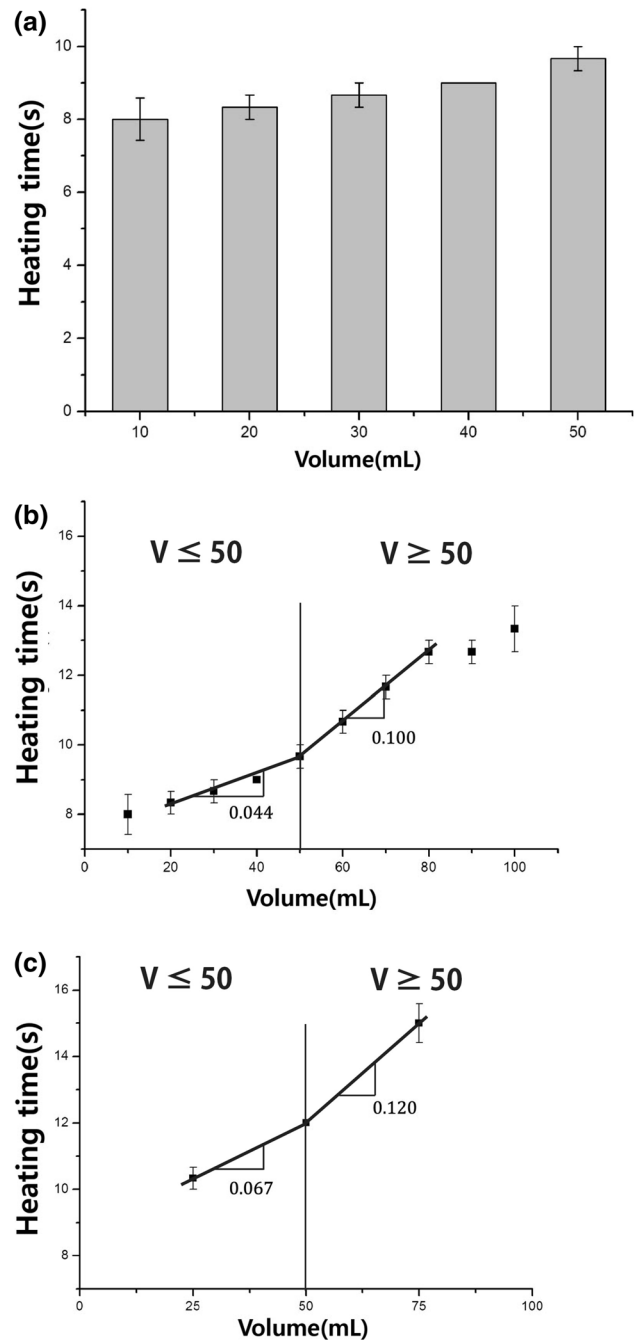 (a)
10
8
6
4
2
0
Heating time(s)
10 20 30 40 50
Volume(mL)
(b)
V ≤ 50 V ≥ 50
16
14
12
10
8
Heating time(s)
0.100
0.044
0 20 40 60 80 100
Volume(mL)
(c)
V ≤ 50 V ≥ 50
16
14
12
10
8
Heating time(s)
0.120
0.067
0 25 50 75 100
Volume(mL)